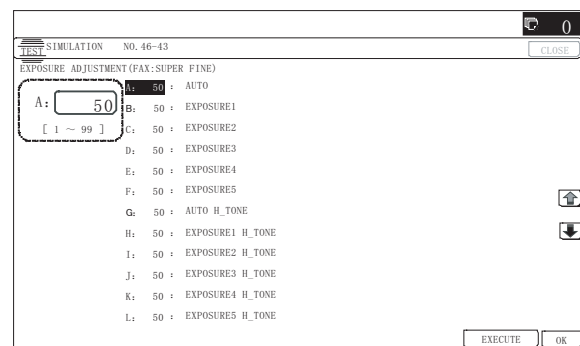 0
TEST SIMULATION NO.46-43
CLOSE
EXPOSURE ADJUSTMENT(FAX:SUPER FINE)
A: 50
[ 1 ~ 99 ]
A: 50 : AUTO
B: 50 : EXPOSURE1
C: 50 : EXPOSURE2
D: 50 : EXPOSURE3
E: 50 : EXPOSURE4
F: 50 : EXPOSURE5
G: 50 : AUTO H_TONE
H: 50 : EXPOSURE1 H_TONE
I: 50 : EXPOSURE2 H_TONE
J: 50 : EXPOSURE3 H_TONE
K: 50 : EXPOSURE4 H_TONE
L: 50 : EXPOSURE5 H_TONE
EXECUTE OK